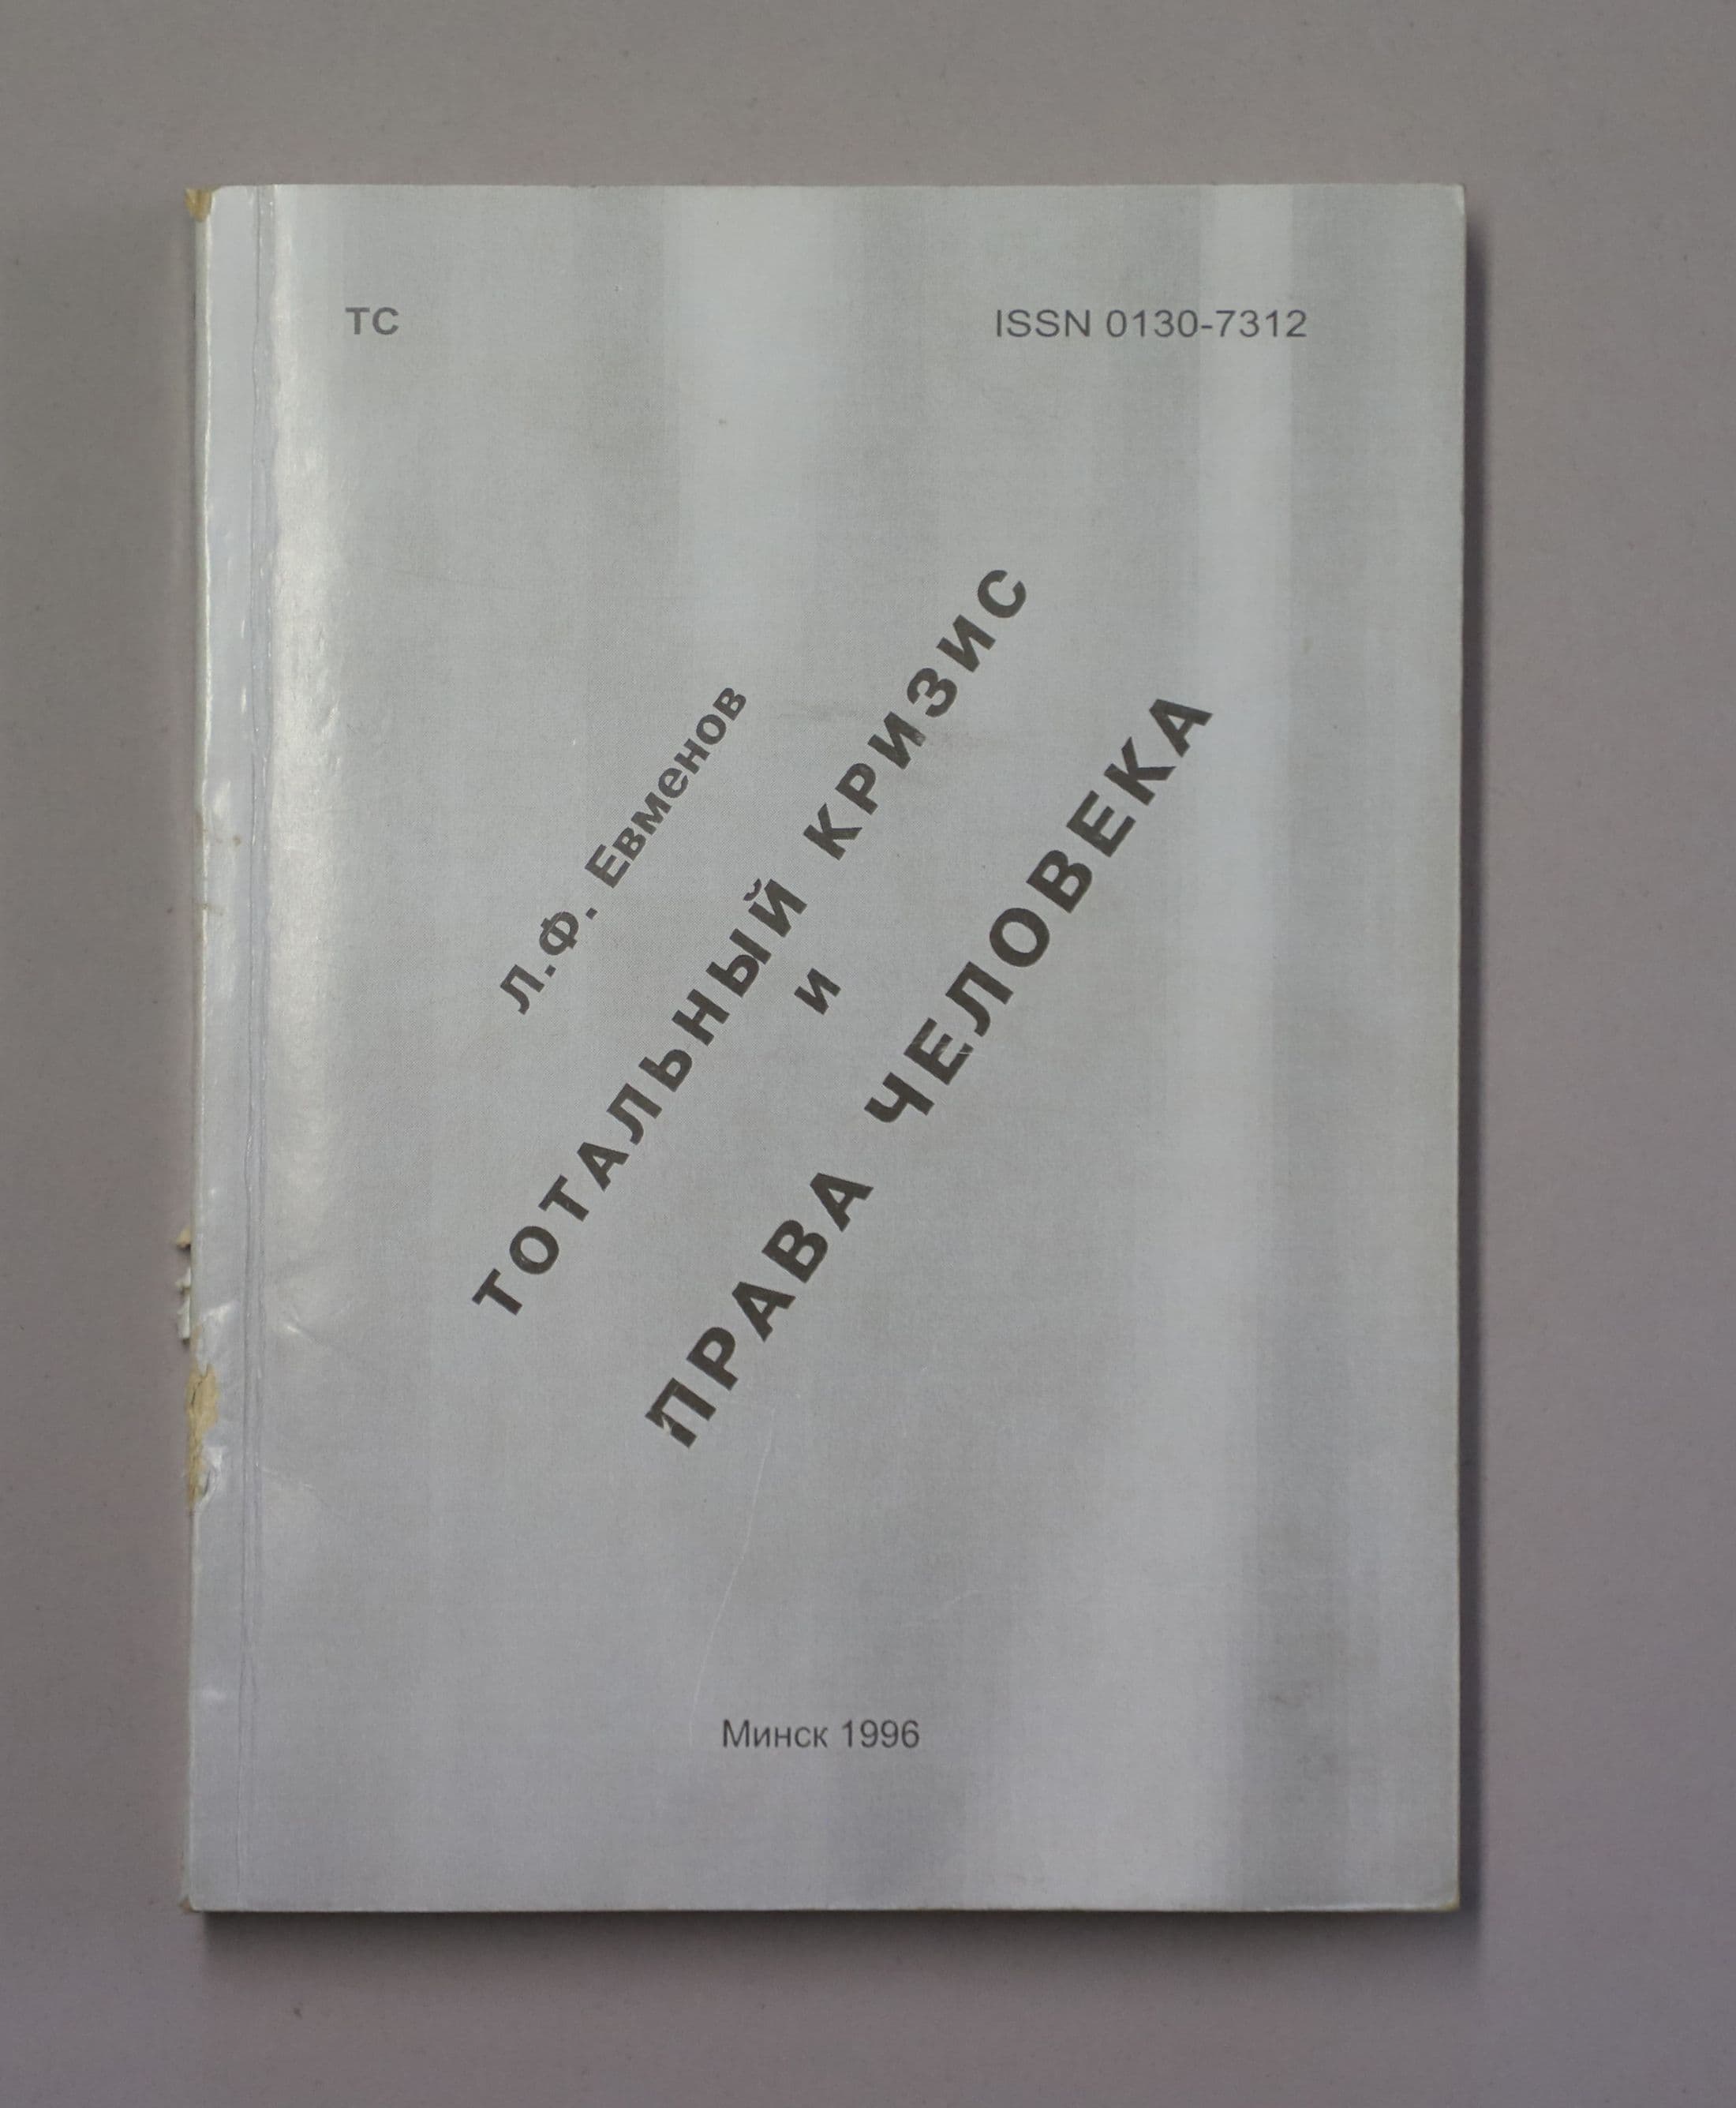 ТС
ISSN 0130-7312
Л.Ф. Евменов
ТОТАЛЬНЫЙ КРИЗИС
И
ПРАВА ЧЕЛОВЕКА
Минск 1996